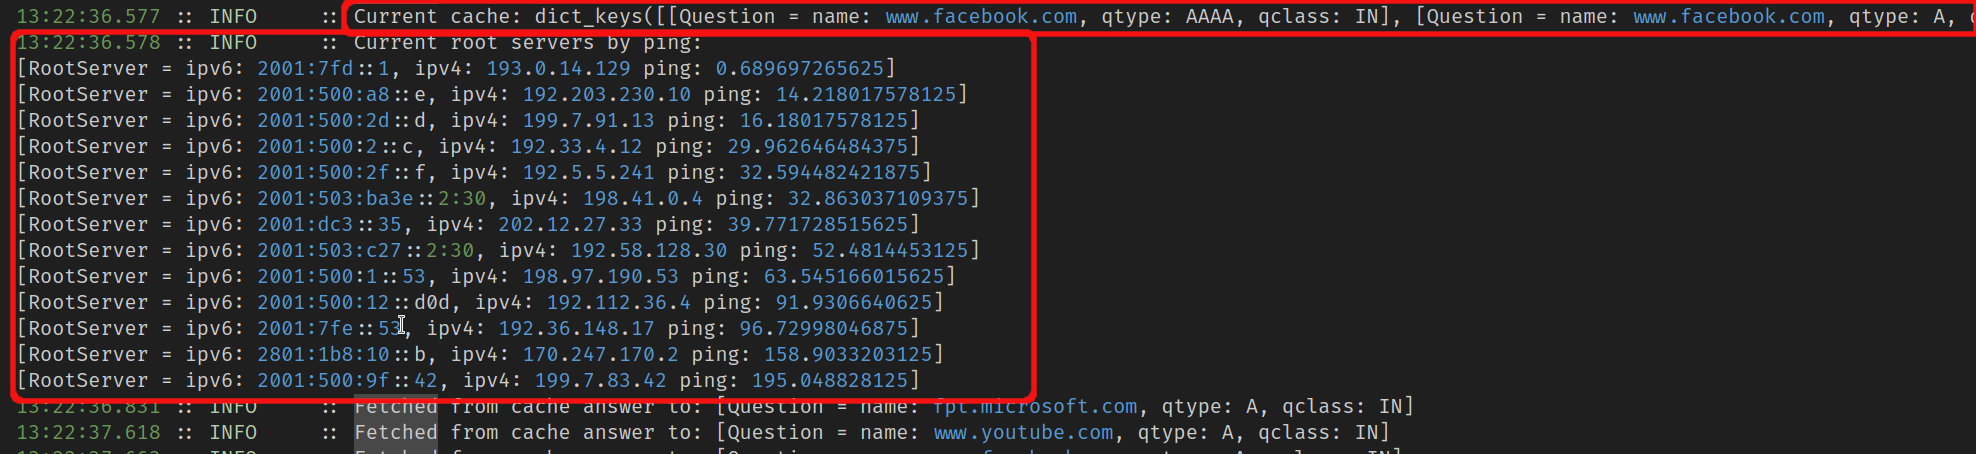 13:22:36.577 :: INFO :: Current cache: dict_keys([[Question = name: www.facebook.com, qtype: AAAA, qclass: IN], [Question = name: www.facebook.com, qtype: A,
13:22:36.578 :: INFO :: Current root servers by ping:
[RootServer = ipv6: 2001:7fd::1, ipv4: 193.0.14.129 ping: 0.689697265625]
[RootServer = ipv6: 2001:500:a8::e, ipv4: 192.203.230.10 ping: 14.218017578125]
[RootServer = ipv6: 2001:500:2d::d, ipv4: 199.7.91.13 ping: 16.18017578125]
[RootServer = ipv6: 2001:500:2::c, ipv4: 192.33.4.12 ping: 29.962646484375]
[RootServer = ipv6: 2001:500:2f::f, ipv4: 192.5.5.241 ping: 32.594482421875]
[RootServer = ipv6: 2001:503:ba3e::2:30, ipv4: 198.41.0.4 ping: 32.863037109375]
[RootServer = ipv6: 2001:dc3::35, ipv4: 202.12.27.33 ping: 39.771728515625]
[RootServer = ipv6: 2001:503:c27::2:30, ipv4: 192.58.128.30 ping: 52.4814453125]
[RootServer = ipv6: 2001:500:1::53, ipv4: 198.97.190.53 ping: 63.545166015625]
[RootServer = ipv6: 2001:500:12::d0d, ipv4: 192.112.36.4 ping: 91.9306640625]
[RootServer = ipv6: 2001:7fe::53, ipv4: 192.36.148.17 ping: 96.72998046875]
[RootServer = ipv6: 2801:1b8:10::b, ipv4: 170.247.170.2 ping: 158.9033203125]
[RootServer = ipv6: 2001:500:9f::42, ipv4: 199.7.83.42 ping: 195.048828125]
13:22:36.831 :: INFO :: Fetched from cache answer to: [Question = name: fpt.microsoft.com, qtype: A, qclass: IN]
13:22:37.618 :: INFO :: Fetched from cache answer to: [Question = name: www.youtube.com, qtype: A, qclass: IN]